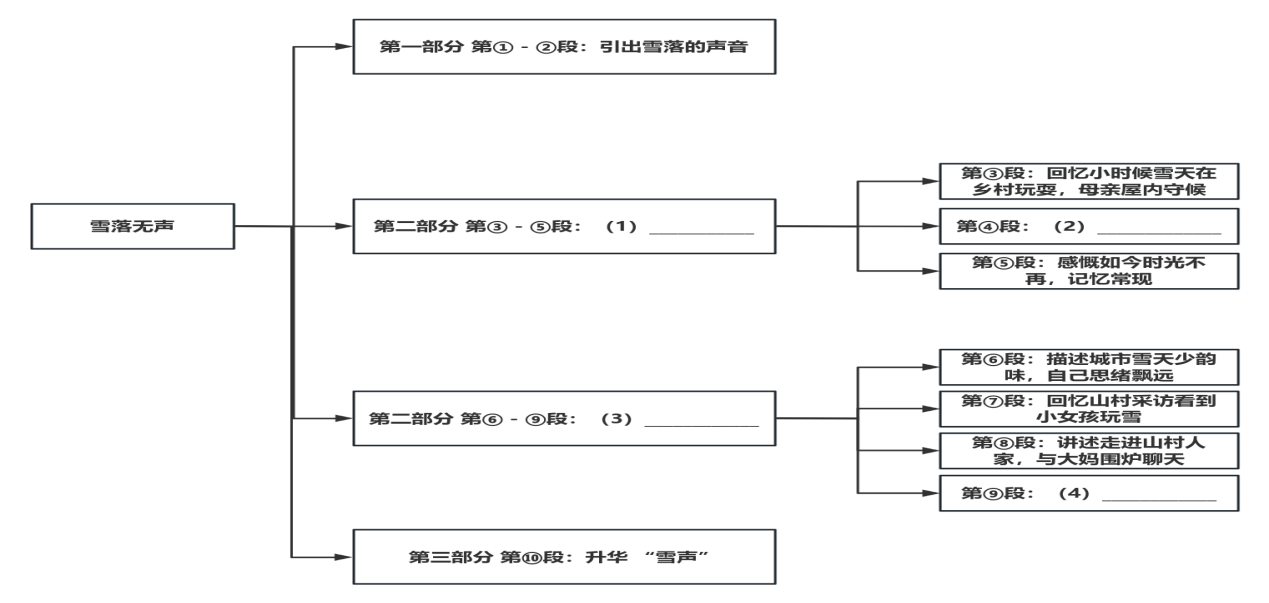 雪落无声
第一部分 第① - ②段：引出雪落的声音
第二部分 第③ - ⑤段：（1）__________
第③段：回忆小时候雪天在
乡村玩耍，母亲屋内守候
第④段：（2）____________
第⑤段：感慨如今时光不
再，记忆常现
第二部分 第⑥ - ⑨段：（3）___________
第⑥段：描述城市雪天少韵
味，自己思绪飘远
第⑦段：回忆山村采访看到
小女孩玩雪
第⑧段：讲述走进山村人
家，与大妈围炉聊天
第⑨段：（4）___________
第三部分 第⑩段：升华 “雪声”